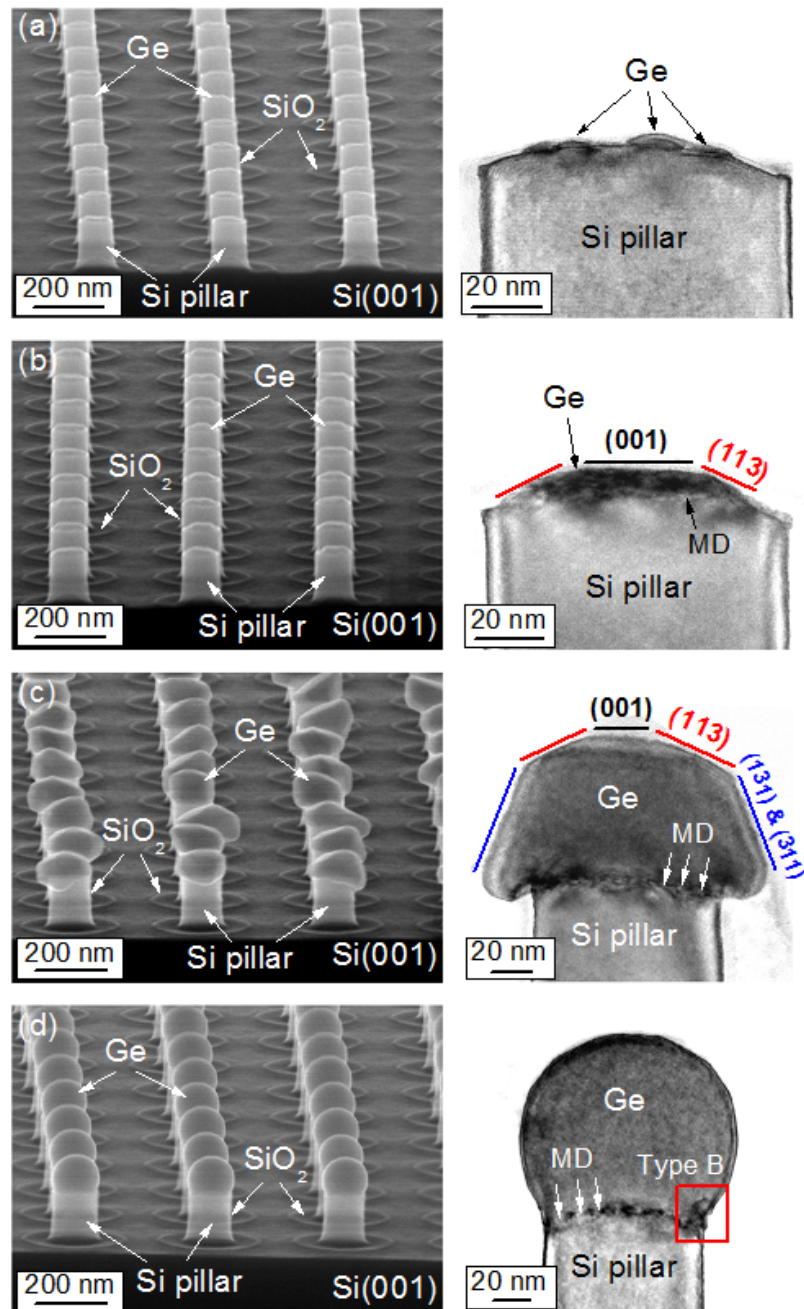 (a)
Ge
SiO2
Si pillar
Si(001)
200 nm
Ge
Si pillar
20 nm
(b)
Ge
SiO2
Si pillar
Si(001)
200 nm
Ge
(001)
(113)
MD
Si pillar
20 nm
(c)
Ge
SiO2
Si pillar
Si(001)
200 nm
(001)
(113)
(131) & (311)
Ge
MD
Si pillar
20 nm
(d)
Ge
SiO2
Si pillar
Si(001)
200 nm
Ge
MD
Type B
Si pillar
20 nm